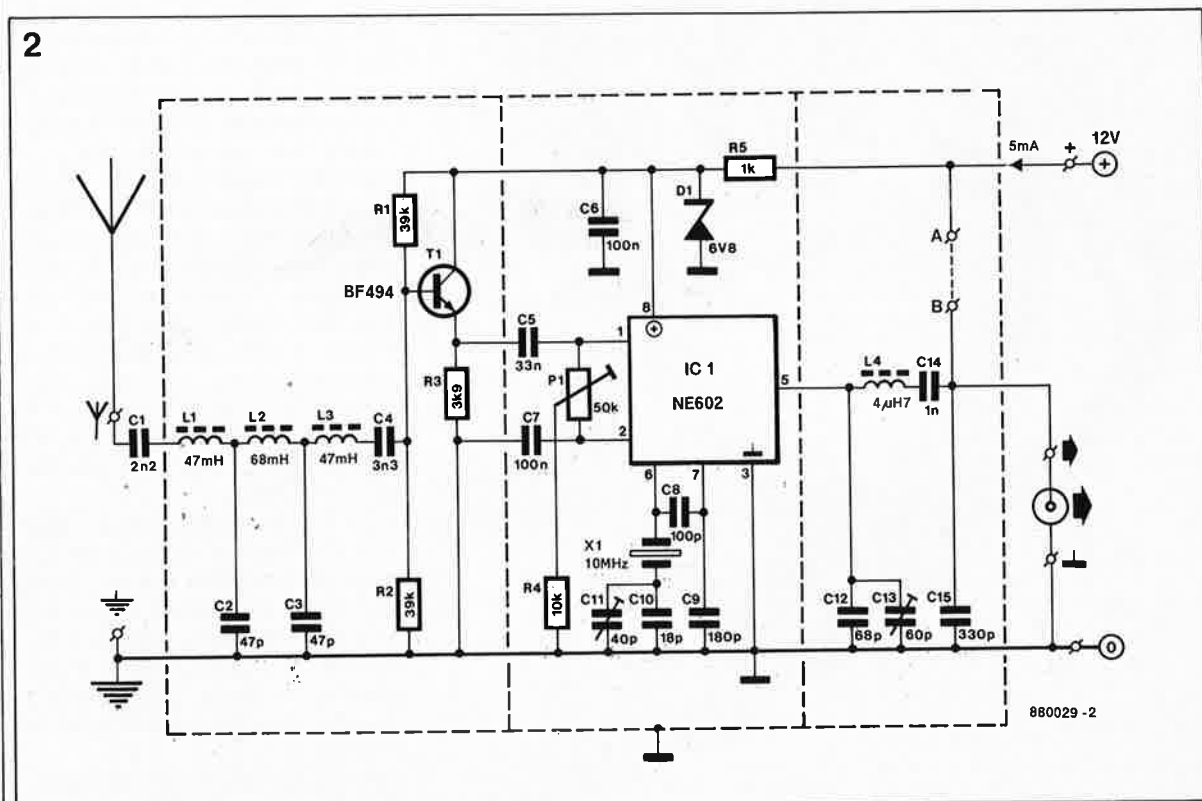 2
12V
+
5mA
R5
1k
D1
6V8
C6
100n
R1
39k
T1
BF494
A
B
C5
33n
P1
50k
R3
3k9
C7
100n
8
1
2
5
6
7
3
IC 1
NE602
L4
4μH7
C14
1n
C1
2n2
L1
47mH
L2
68mH
L3
47mH
C4
3n3
C8
100p
X1
10MHz
R2
39k
R4
10k
C2
47p
C3
47p
C11
40p
C10
18p
C9
180p
C12
68p
C13
60p
C15
330p
0
880029 - 2